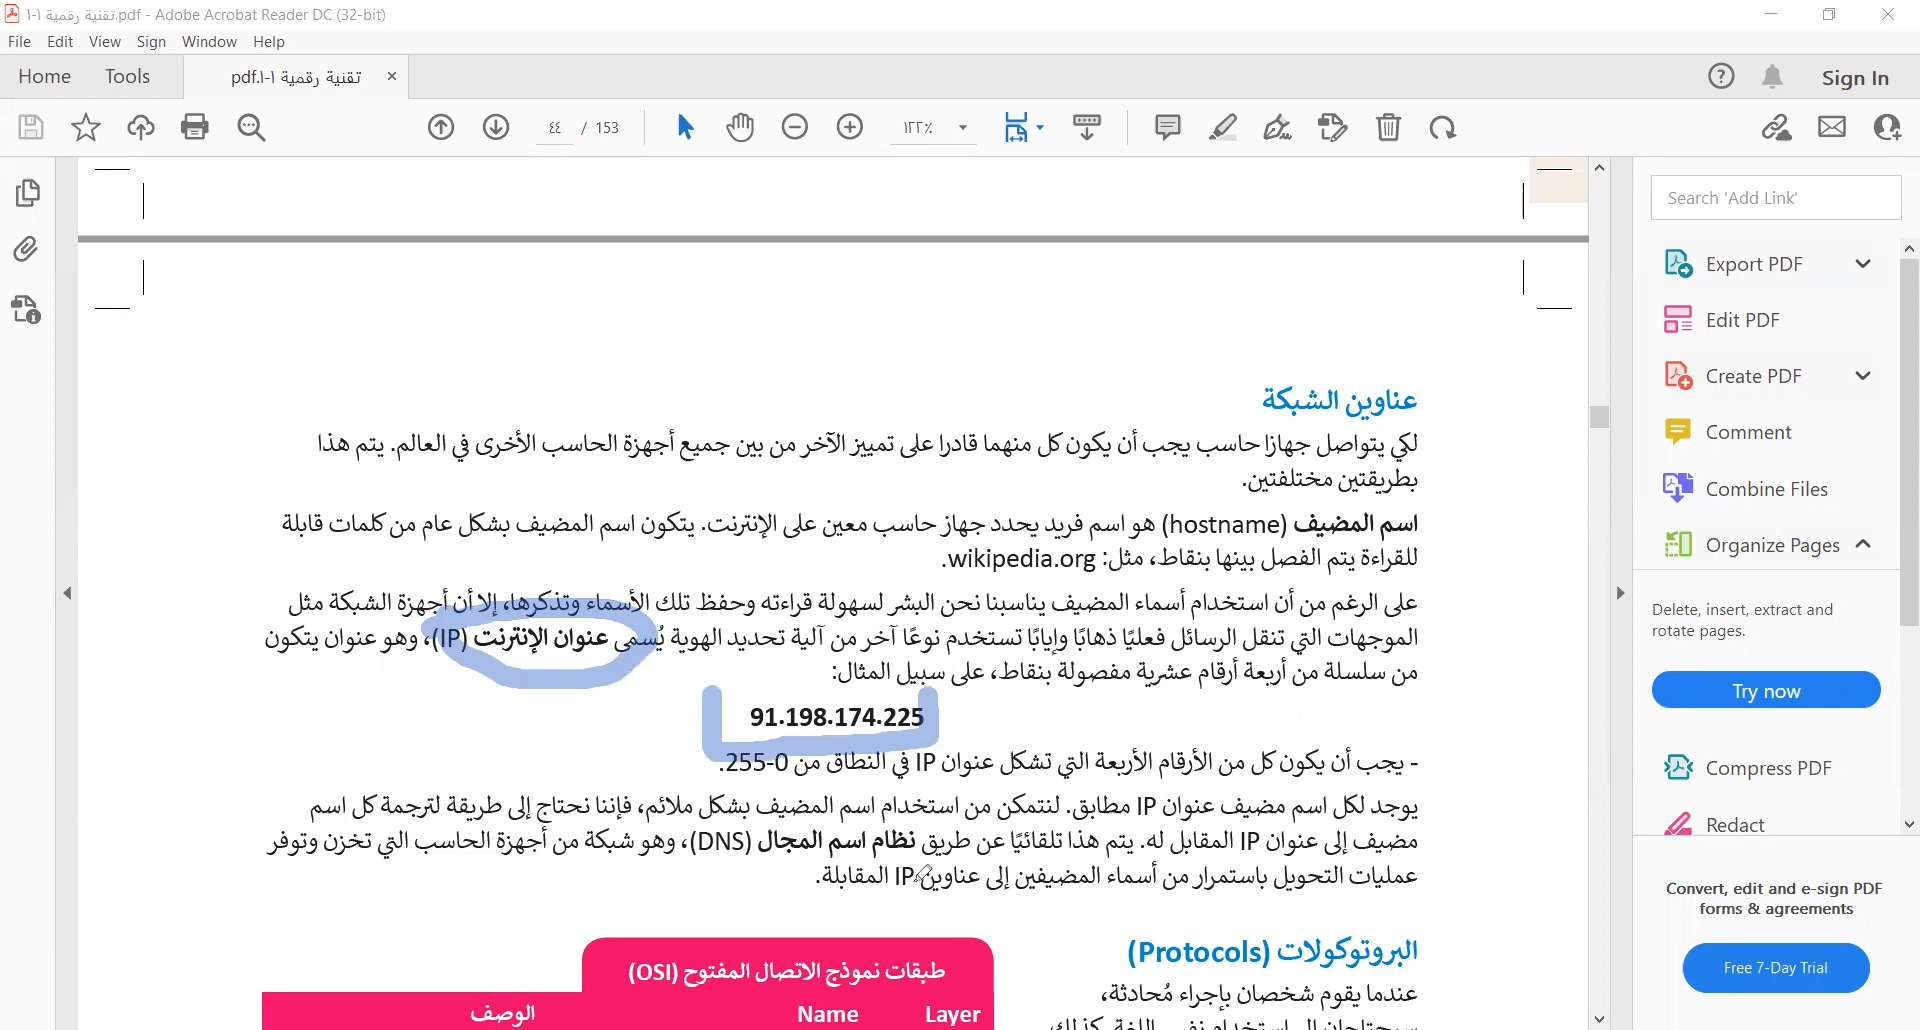 تقنية رقمية ١-١.pdf - Adobe Acrobat Reader DC (32-bit)
File Edit View Sign Window Help
Home Tools تقنية رقمية ١-١.pdf × Sign In
٤٤ / 153 ١٢٢٪
Search 'Add Link'
Export PDF
Edit PDF
Create PDF
Comment
Combine Files
Organize Pages
Delete, insert, extract and
rotate pages.
Try now
Compress PDF
Redact
Convert, edit and e-sign PDF
forms & agreements
Free 7-Day Trial
عناوين الشبكة
لكي يتواصل جهازا حاسب يجب أن يكون كل منهما قادرا على تمييز الآخر من بين جميع أجهزة الحاسب الأخرى في العالم. يتم هذا
بطريقتين مختلفتين.
اسم المضيف (hostname) هو اسم فريد يحدد جهاز حاسب معين على الإنترنت. يتكون اسم المضيف بشكل عام من كلمات قابلة
للقراءة يتم الفصل بينها بنقاط، مثل: wikipedia.org.
على الرغم من أن استخدام أسماء المضيف يناسبنا نحن البشر لسهولة قراءته وحفظ تلك الأسماء وتذكرها، إلا أن أجهزة الشبكة مثل
الموجهات التي تنقل الرسائل فعليًا ذهابًا وإيابًا تستخدم نوعًا آخر من آلية تحديد الهوية يُسمى عنوان الإنترنت (IP)، وهو عنوان يتكون
من سلسلة من أربعة أرقام عشرية مفصولة بنقاط، على سبيل المثال:
91.198.174.225
- يجب أن يكون كل من الأرقام الأربعة التي تشكل عنوان IP في النطاق من 0-255.
يوجد لكل اسم مضيف عنوان IP مطابق. لنتمكن من استخدام اسم المضيف بشكل ملائم، فإننا نحتاج إلى طريقة لترجمة كل اسم
مضيف إلى عنوان IP المقابل له. يتم هذا تلقائيًا عن طريق نظام اسم المجال (DNS)، وهو شبكة من أجهزة الحاسب التي تخزن وتوفر
عمليات التحويل باستمرار من أسماء المضيفين إلى عناوين IP المقابلة.
البروتوكولات (Protocols)
عندما يقوم شخصان بإجراء مُحادثة،
طبقات نموذج الاتصال المفتوح (OSI)
Layer Name الوصف